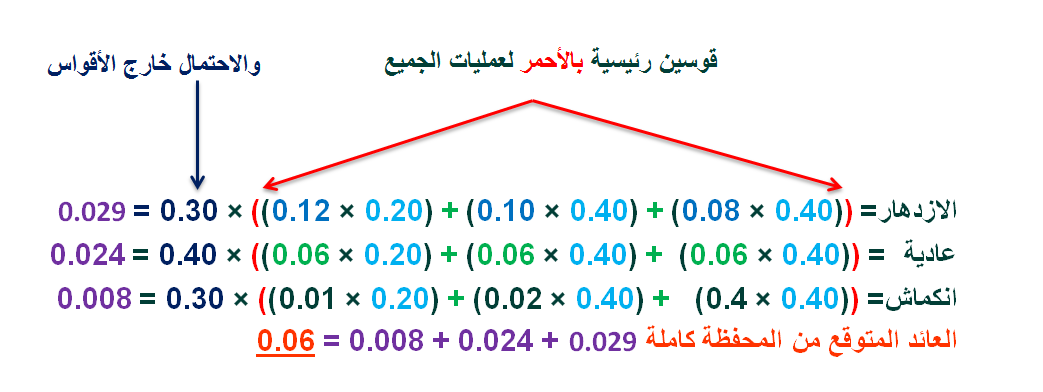 قوسين رئيسية بالأحمر لعمليات الجميع
والاحتمال خارج الأقواس
الازدهار= ((0.40 × 0.08) + (0.40 × 0.10) + (0.20 × 0.12)) × 0.30 = 0.029
عادية = ((0.40 × 0.06) + (0.40 × 0.06) + (0.20 × 0.06)) × 0.40 = 0.024
انكماش= ((0.40 × 0.4) + (0.40 × 0.02) + (0.20 × 0.01)) × 0.30 = 0.008
العائد المتوقع من المحفظة كاملة 0.029 + 0.024 + 0.008 = 0.06